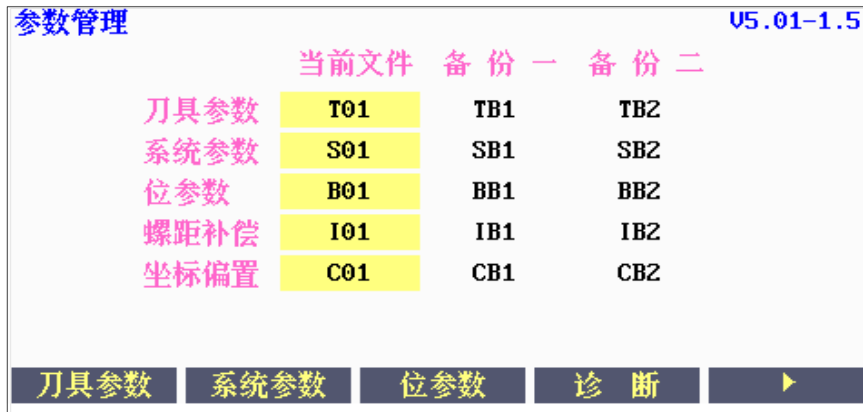 参数管理 V5.01-1.5
当前文件 备 份 一 备 份 二
刀具参数 T01 TB1 TB2
系统参数 S01 SB1 SB2
位参数 B01 BB1 BB2
螺距补偿 I01 IB1 IB2
坐标偏置 C01 CB1 CB2
刀具参数 系统参数 位参数 诊 断